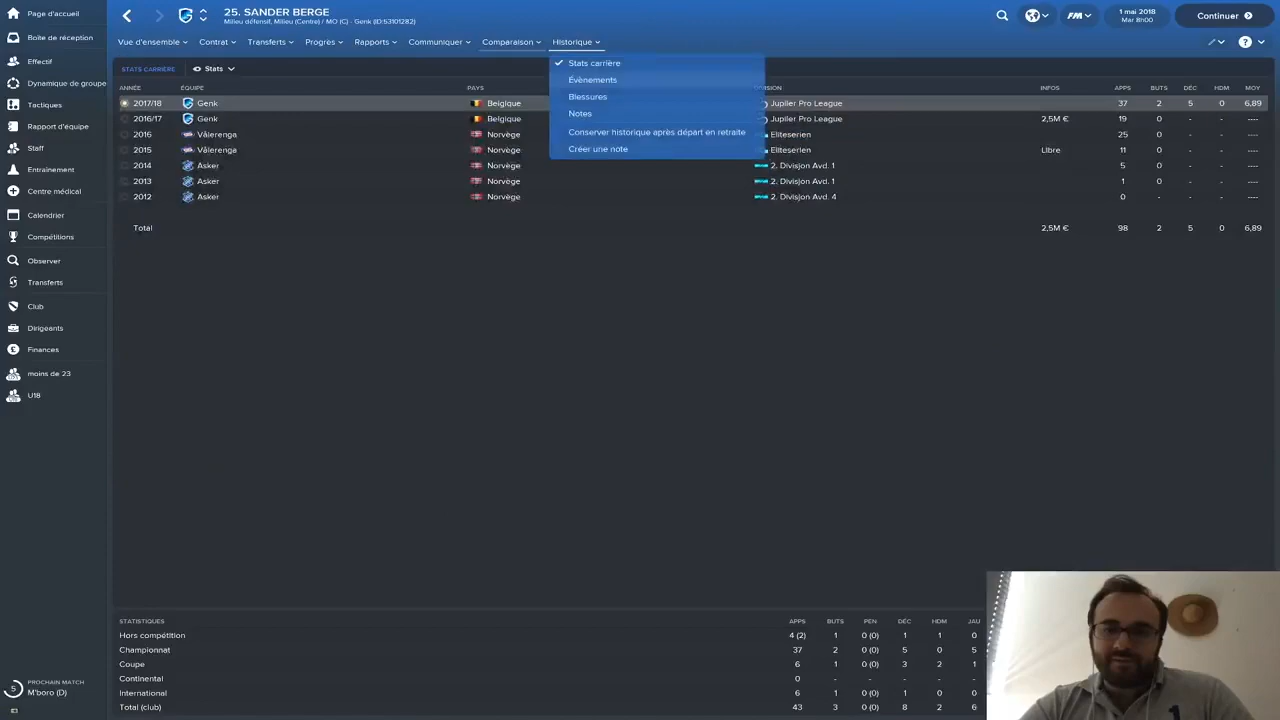 Page d'accueil
Boîte de réception
Effectif
Dynamique de groupe
Tactiques
Rapport d'équipe
Staff
Entraînement
Centre médical
Calendrier
Compétitions
Observer
Transferts
Club
Dirigeants
Finances
moins de 23
U18
5 PROCHAIN MATCH
M'boro (D)
25. SANDER BERGE
Milieu défensif, Milieu (Centre) / MO (C) - Genk (ID:53101282)
FM
1 mai 2018
Mar 8h00
Continuer
Vue d'ensemble Contrat Transferts Progrès Rapports Communiquer Comparaison Historique
?
STATS CARRIÈRE Stats
Stats carrière
Évènements
Blessures
Notes
Conserver historique après départ en retraite
Créer une note
ANNÉE ÉQUIPE PAYS INFOS APPS BUTS DÉC HDM MOY
2017/18 Genk Belgique Jupiler Pro League 37 2 5 0 6,89
2016/17 Genk Belgique Jupiler Pro League 2,5M € 19 0 - - ----
2016 Vålerenga Norvège Eliteserien 25 0 - - ----
2015 Vålerenga Norvège Eliteserien Libre 11 0 - - ----
2014 Asker Norvège 2. Divisjon Avd. 1 5 0 - - ----
2013 Asker Norvège 2. Divisjon Avd. 1 1 0 - - ----
2012 Asker Norvège 2. Divisjon Avd. 4 0 - - - ----
Total 2,5M € 98 2 5 0 6,89
STATISTIQUES APPS BUTS PEN DÉC HDM JAU
Hors compétition 4 (2) 1 0 (0) 1 1 0
Championnat 37 2 0 (0) 5 0 5
Coupe 6 1 0 (0) 3 2 1
Continental 0 - - - - -
International 6 1 0 (0) 1 0 0
Total (club) 43 3 0 (0) 8 2 6